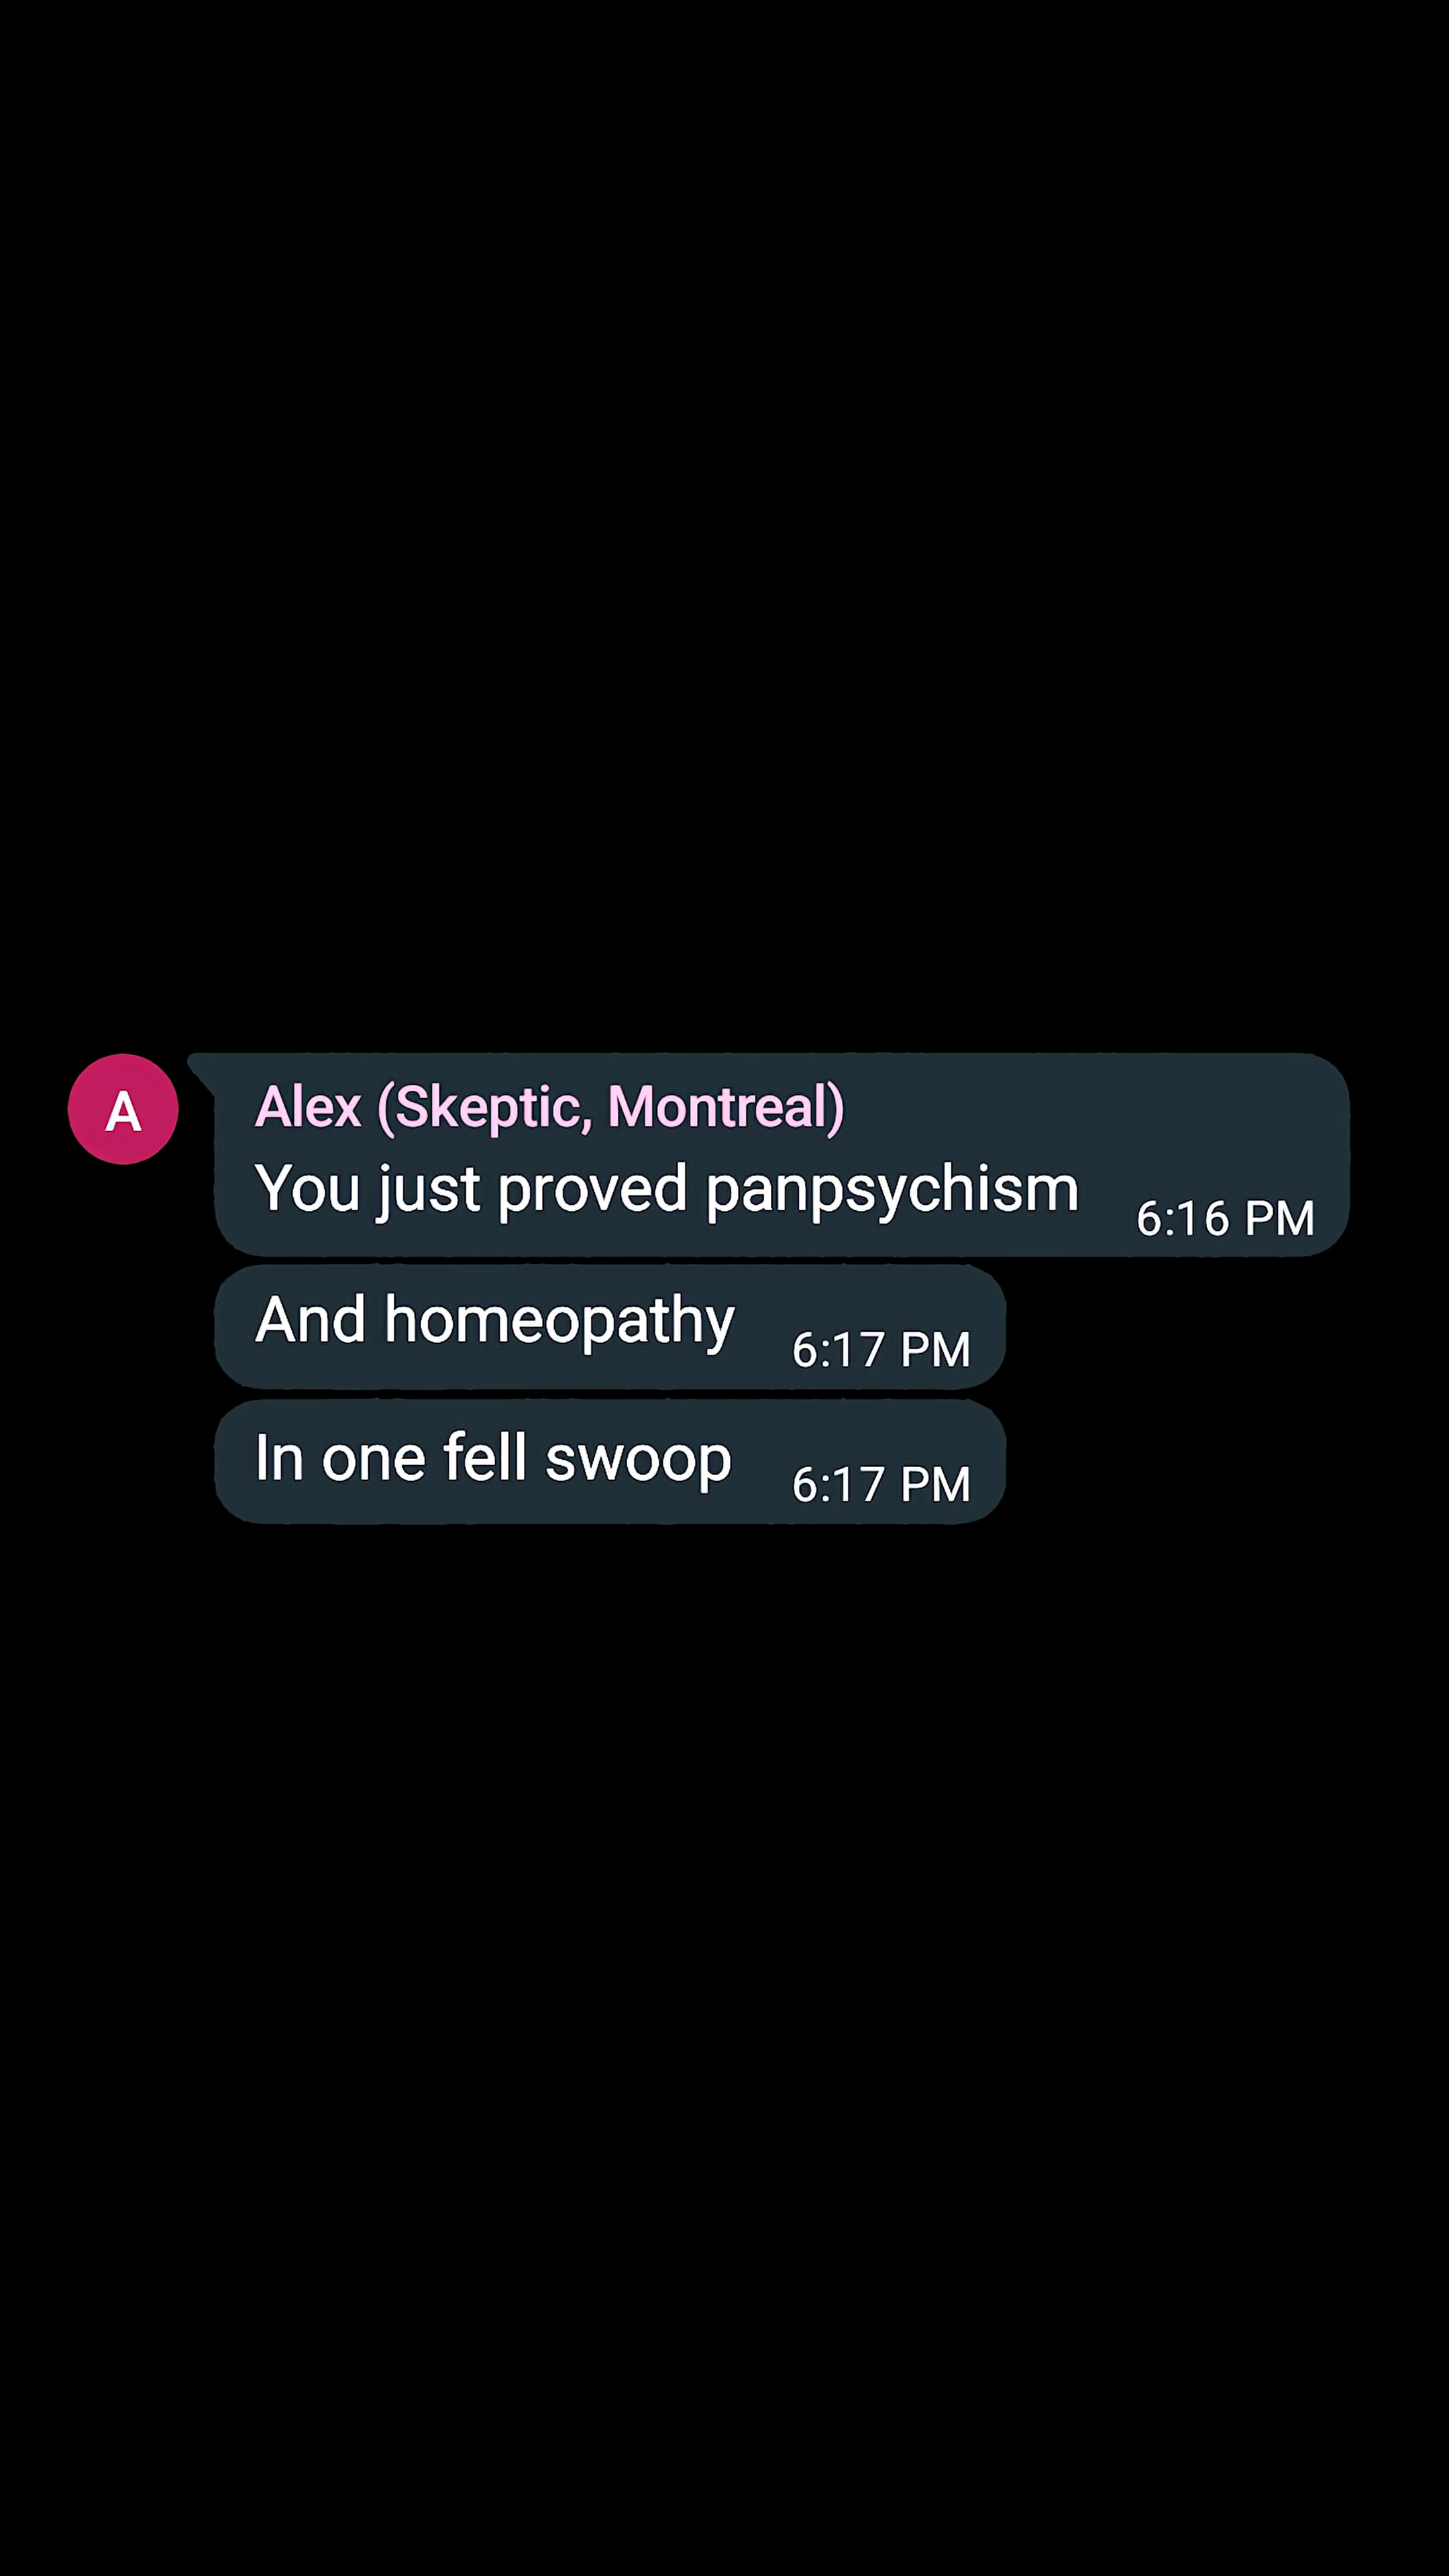 A
Alex (Skeptic, Montreal)
You just proved panpsychism
6:16 PM
And homeopathy
6:17 PM
In one fell swoop
6:17 PM